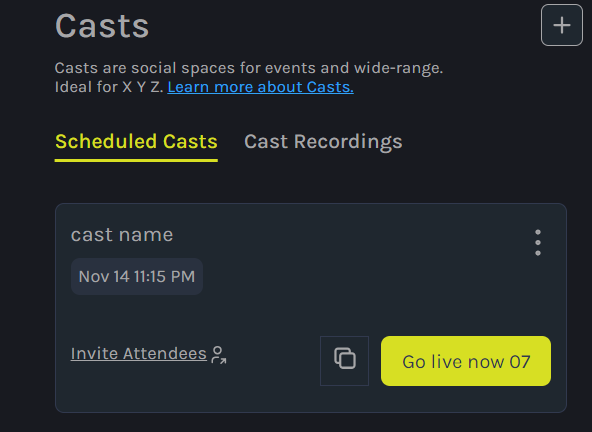 Casts
Casts are social spaces for events and wide-range.
Ideal for X Y Z. Learn more about Casts.
Scheduled Casts Cast Recordings
cast name
Nov 14 11:15 PM
Invite Attendees
Go live now 07